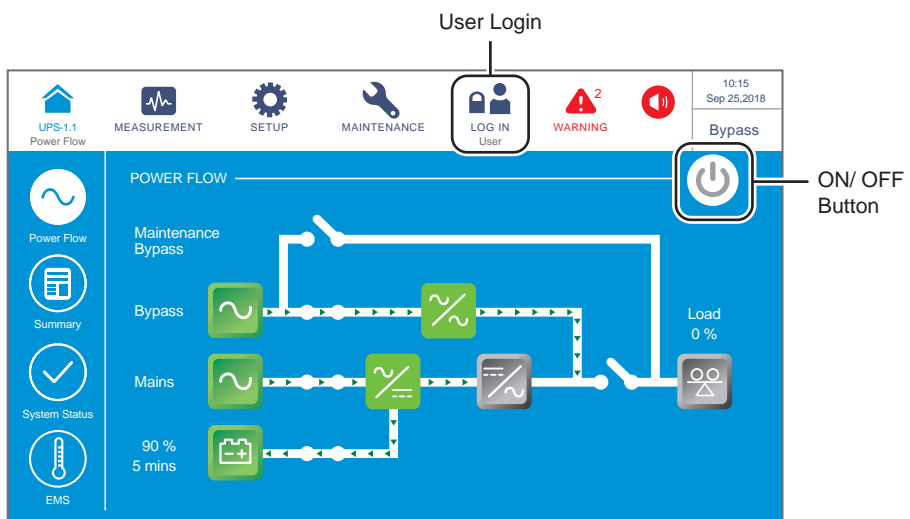 User Login
10:15
Sep 25,2018
2
UPS-1.1
MEASUREMENT
SETUP
MAINTENANCE
LOG IN
WARNING
Power Flow
User
Bypass
POWER FLOW
ON/ OFF
Button
Power Flow
Maintenance
Bypass
Bypass
Load
0 %
Summary
Mains
System Status
90 %
5 mins
EMS